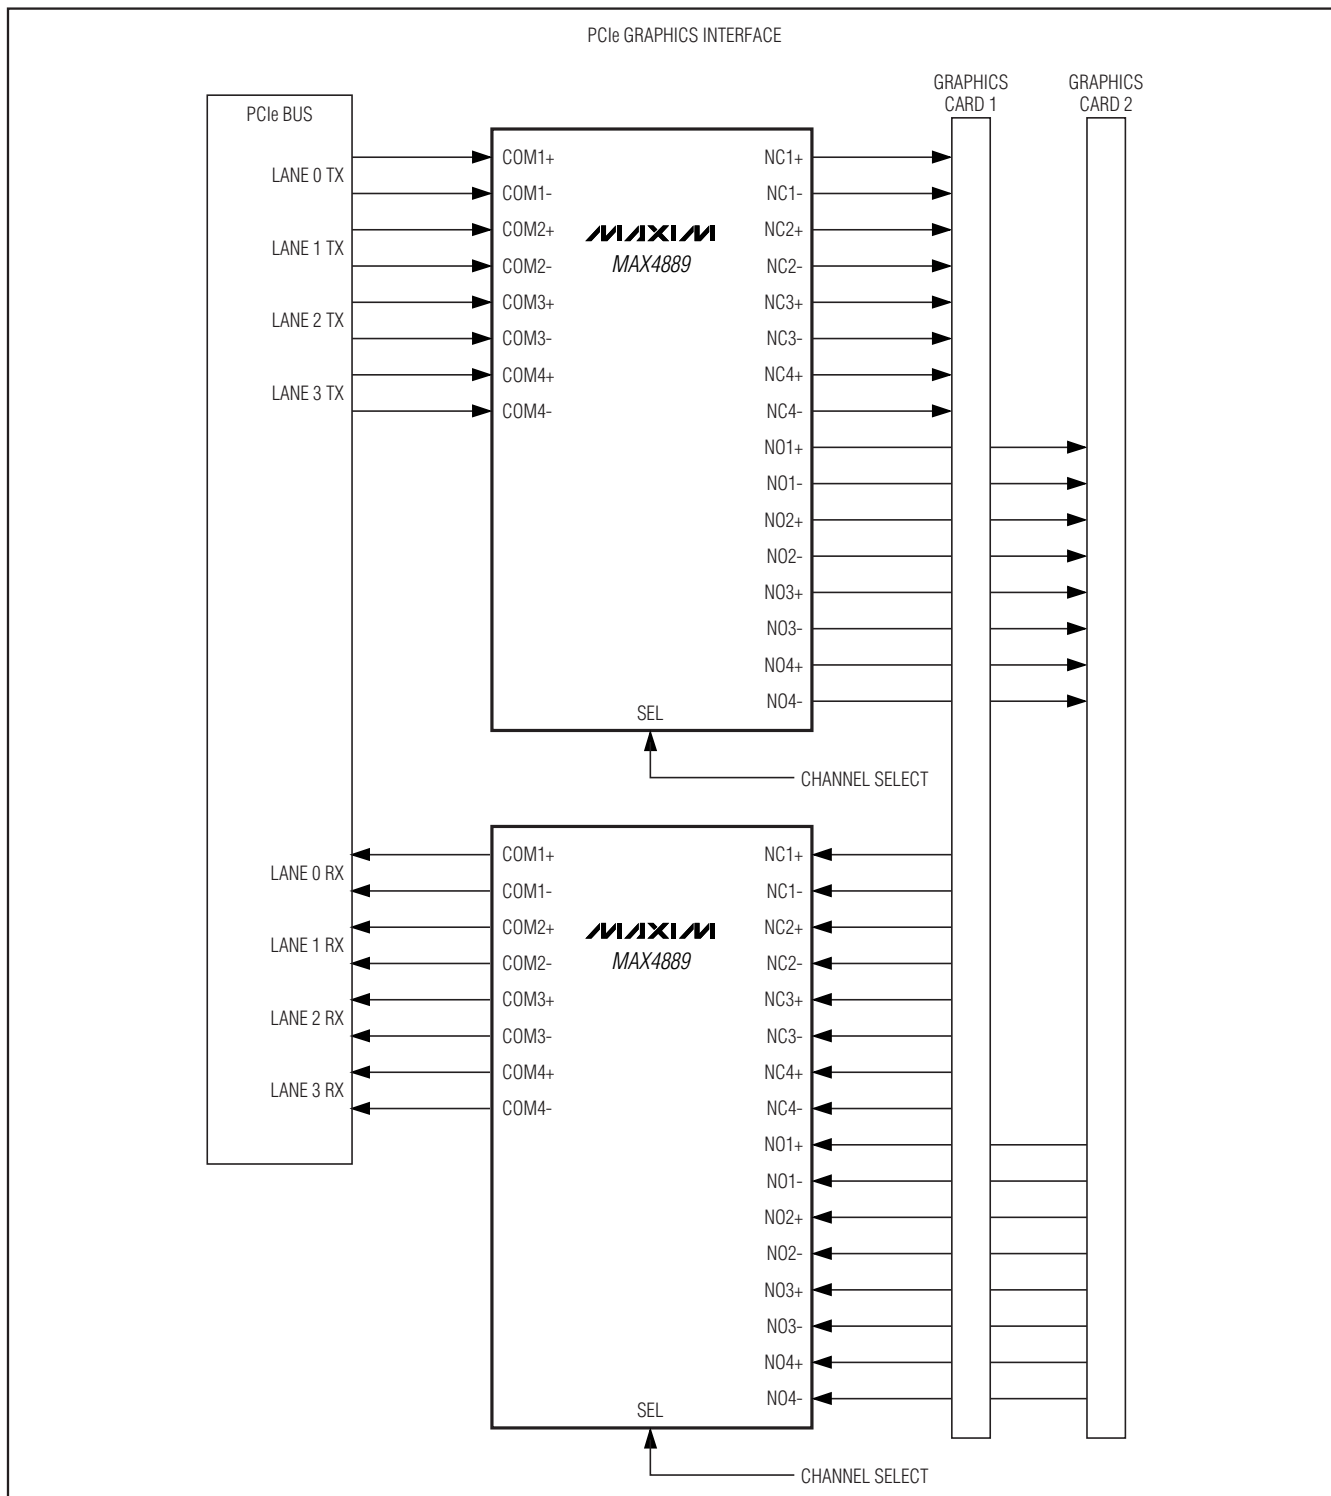 PCIe GRAPHICS INTERFACE
GRAPHICS
CARD 1
GRAPHICS
CARD 2
PCIe BUS
LANE 0 TX
LANE 1 TX
LANE 2 TX
LANE 3 TX
COM1+
COM1-
COM2+
COM2-
COM3+
COM3-
COM4+
COM4-
MAXIM
MAX4889
NC1+
NC1-
NC2+
NC2-
NC3+
NC3-
NC4+
NC4-
NO1+
NO1-
NO2+
NO2-
NO3+
NO3-
NO4+
NO4-
SEL
CHANNEL SELECT
LANE 0 RX
LANE 1 RX
LANE 2 RX
LANE 3 RX
COM1+
COM1-
COM2+
COM2-
COM3+
COM3-
COM4+
COM4-
MAXIM
MAX4889
NC1+
NC1-
NC2+
NC2-
NC3+
NC3-
NC4+
NC4-
NO1+
NO1-
NO2+
NO2-
NO3+
NO3-
NO4+
NO4-
SEL
CHANNEL SELECT